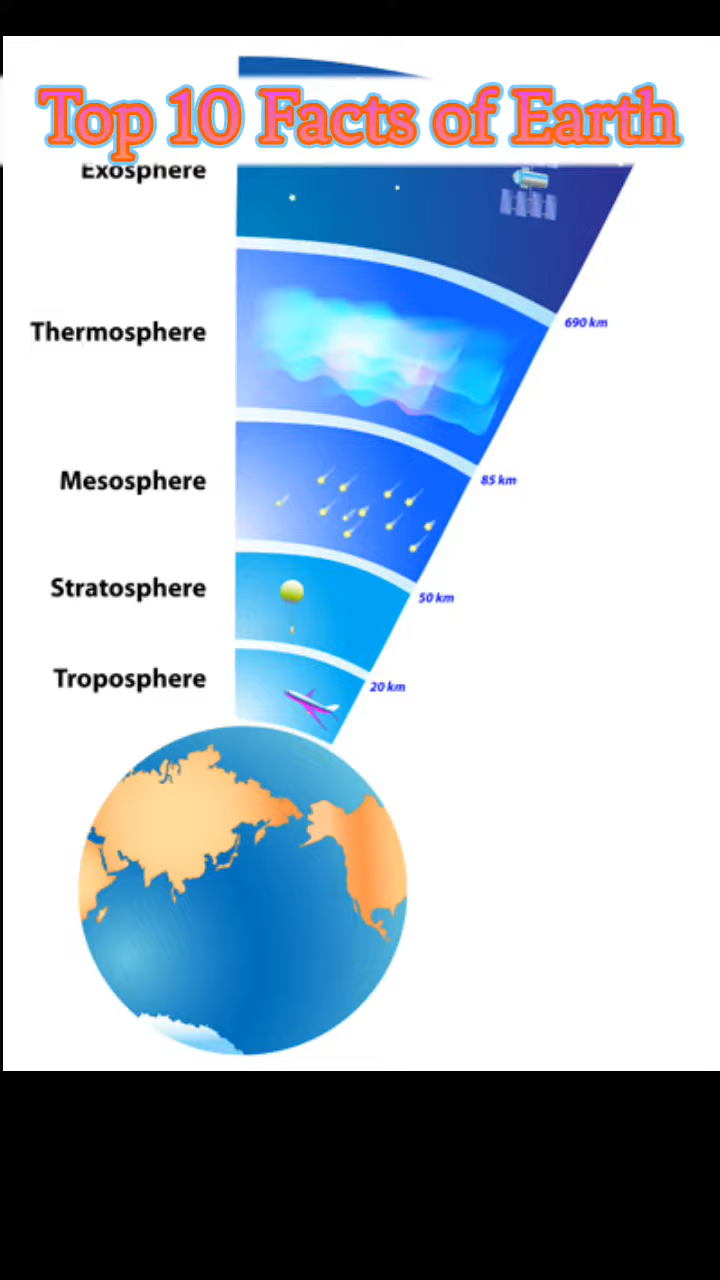 Top 10 Facts of Earth
Exosphere
690 km
Thermosphere
85 km
Mesosphere
50 km
Stratosphere
20 km
Troposphere